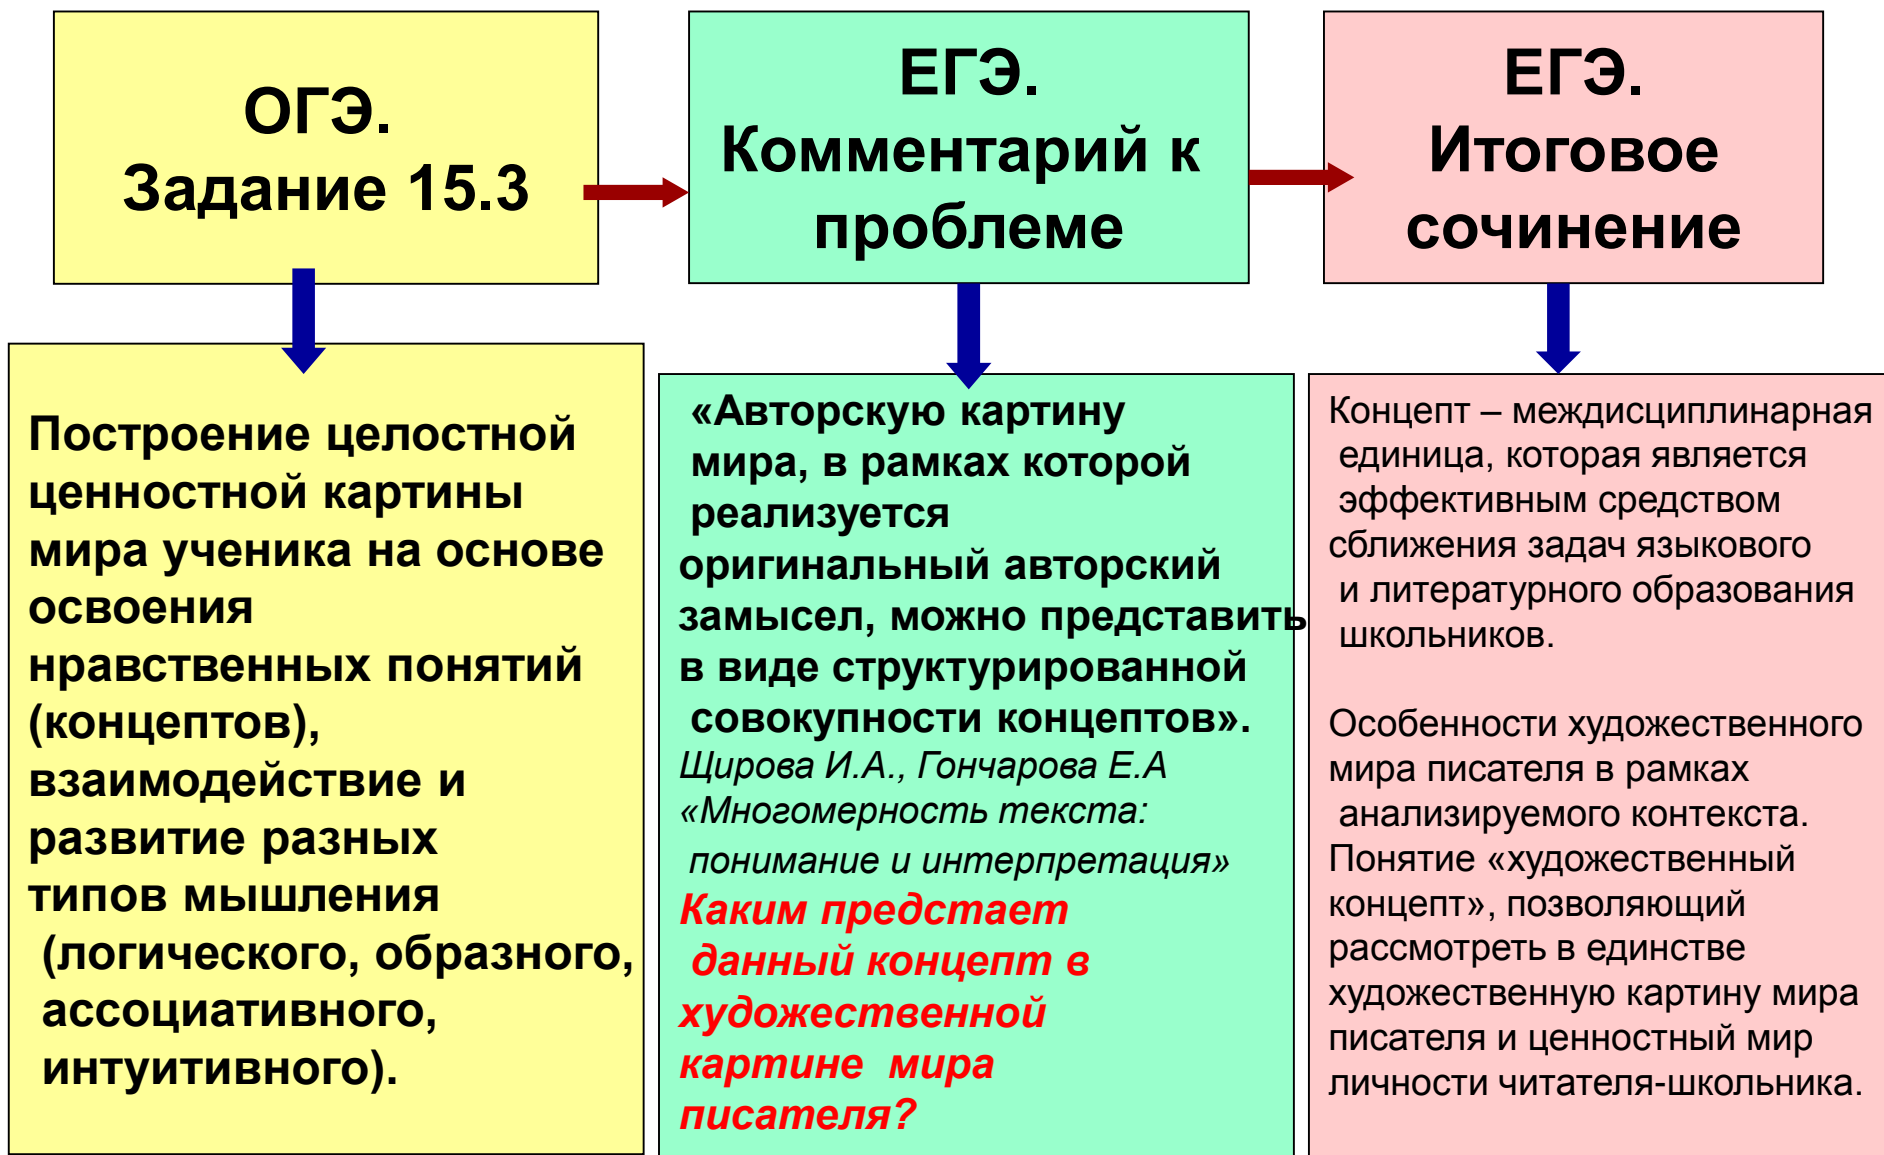 ОГЭ.
Задание 15.3
ЕГЭ.
Комментарий к
проблеме
ЕГЭ.
Итоговое
сочинение
Построение целостной
ценностной картины
мира ученика на основе
освоения
нравственных понятий
(концептов),
взаимодействие и
развитие разных
типов мышления
(логического, образного,
ассоциативного,
интуитивного).
«Авторскую картину
мира, в рамках которой
реализуется
оригинальный авторский
замысел, можно представить
в виде структурированной
совокупности концептов».
Щирова И.А., Гончарова Е.А
«Многомерность текста:
понимание и интерпретация»
Каким предстает
данный концепт в
художественной
картине мира
писателя?
Концепт – междисциплинарная
единица, которая является
эффективным средством
сближения задач языкового
и литературного образования
школьников.
Особенности художественного
мира писателя в рамках
анализируемого контекста.
Понятие «художественный
концепт», позволяющий
рассмотреть в единстве
художественную картину мира
писателя и ценностный мир
личности читателя-школьника.